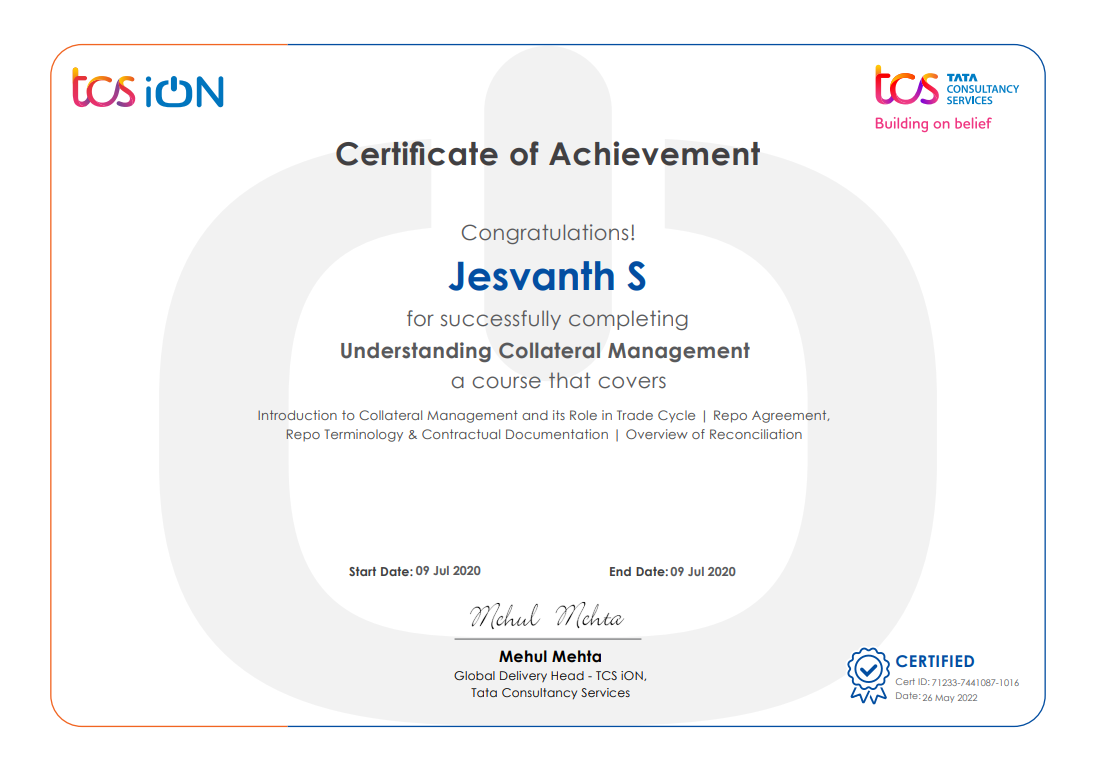 tcs iON
tcs TATA
CONSULTANCY
SERVICES
Building on belief
Certificate of Achievement
Congratulations!
Jesvanth S
for successfully completing
Understanding Collateral Management
a course that covers
Introduction to Collateral Management and its Role in Trade Cycle | Repo Agreement,
Repo Terminology & Contractual Documentation | Overview of Reconciliation
Start Date: 09 Jul 2020 End Date: 09 Jul 2020
Mehul Mehta
Mehul Mehta
Global Delivery Head - TCS iON,
Tata Consultancy Services
CERTIFIED
Cert ID: 71233-7441087-1016
Date: 26 May 2022